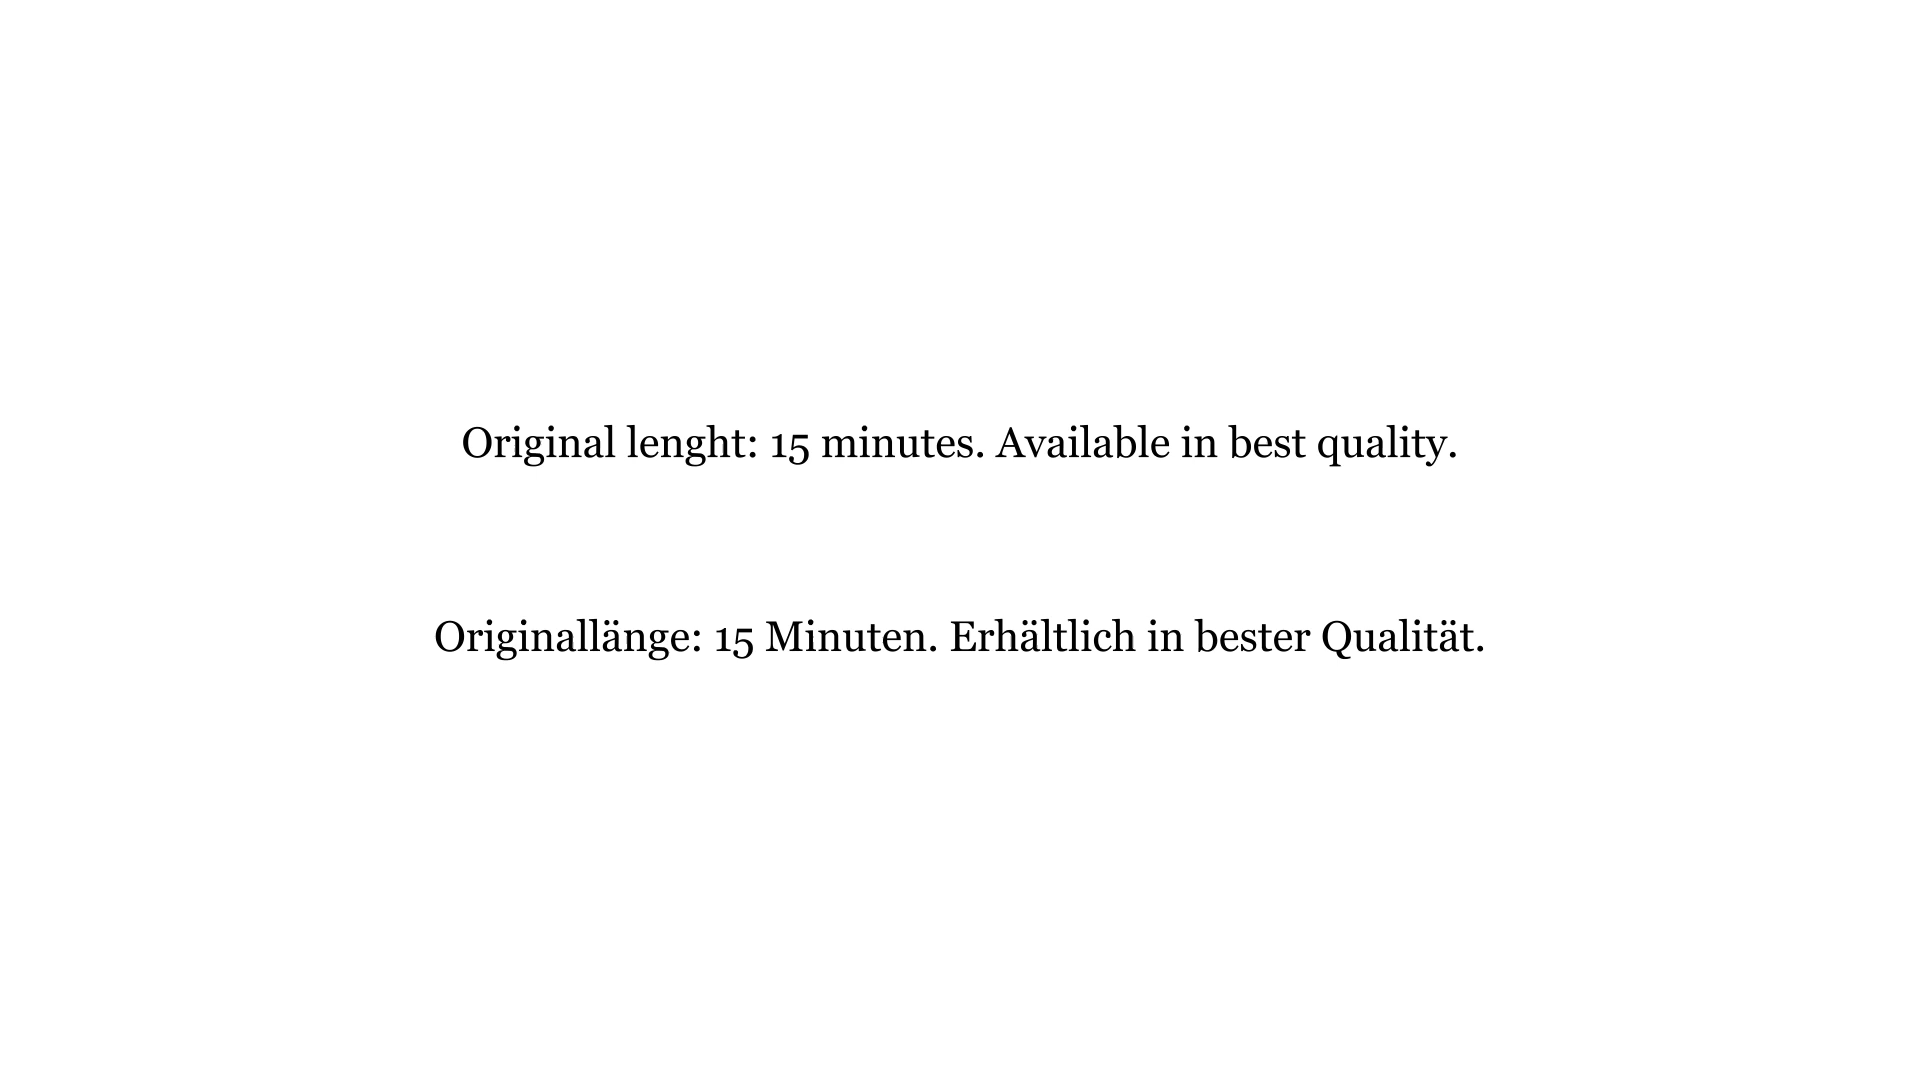 Original lenght: 15 minutes. Available in best quality.
Originallänge: 15 Minuten. Erhältlich in bester Qualität.